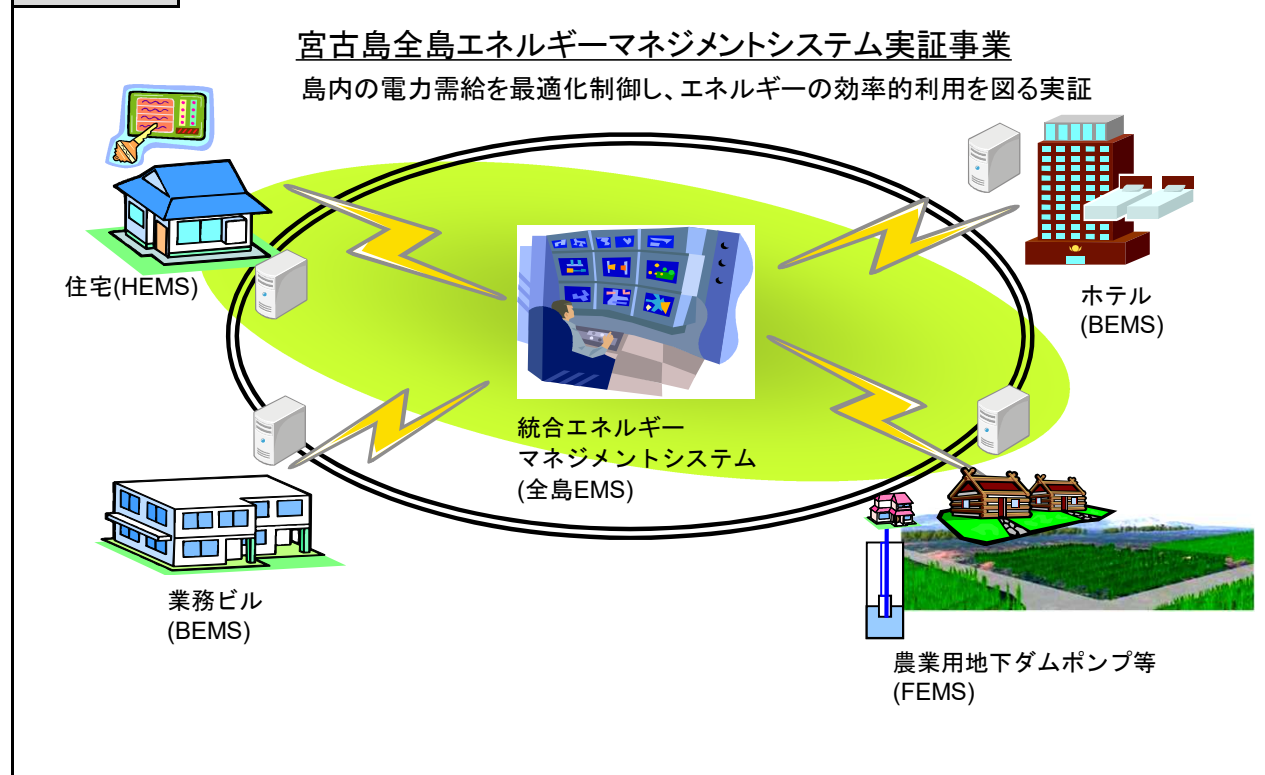 宮古島全島エネルギーマネジメントシステム実証事業
島内の電力需給を最適化制御し、エネルギーの効率的利用を図る実証
住宅(HEMS)
ホテル
(BEMS)
統合エネルギー
マネジメントシステム
(全島EMS)
業務ビル
(BEMS)
農業用地下ダムポンプ等
(FEMS)